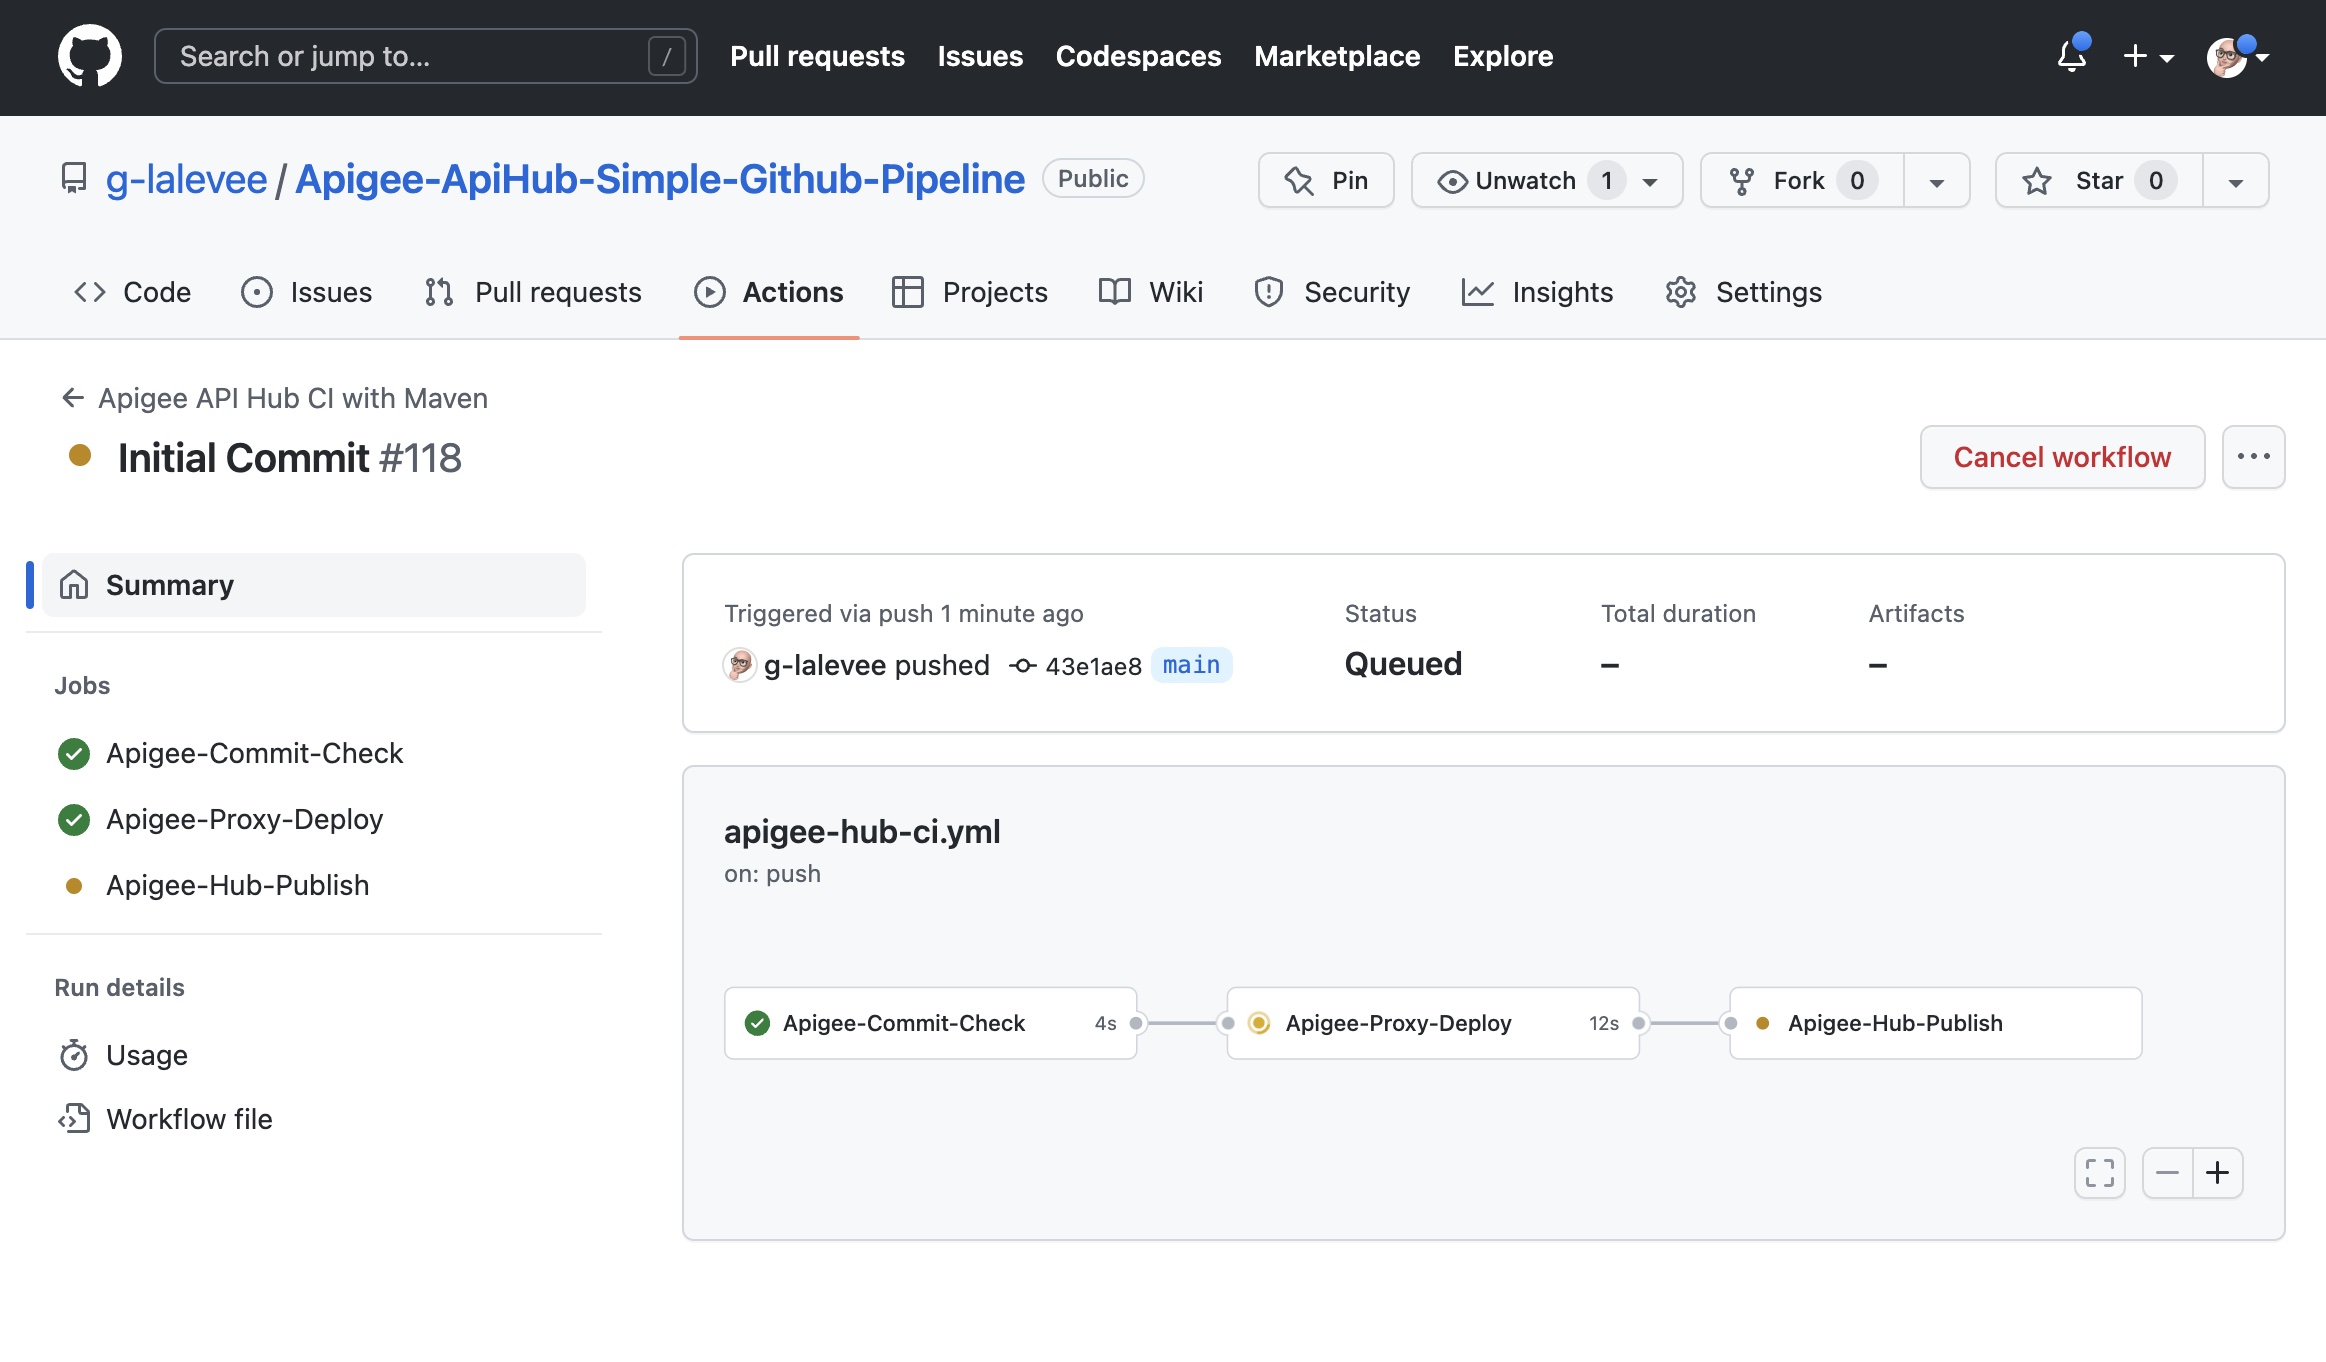 Search or jump to... /
Pull requests Issues Codespaces Marketplace Explore
g-lalevee / Apigee-ApiHub-Simple-Github-Pipeline Public
Pin Unwatch 1 Fork 0 Star 0
Code Issues Pull requests Actions Projects Wiki Security Insights Settings
Apigee API Hub CI with Maven
Initial Commit #118
Cancel workflow
Summary
Jobs
Apigee-Commit-Check
Apigee-Proxy-Deploy
Apigee-Hub-Publish
Run details
Usage
Workflow file
Triggered via push 1 minute ago
g-lalevee pushed 43e1ae8 main
Status
Queued
Total duration
–
Artifacts
–
apigee-hub-ci.yml
on: push
Apigee-Commit-Check 4s
Apigee-Proxy-Deploy 12s
Apigee-Hub-Publish